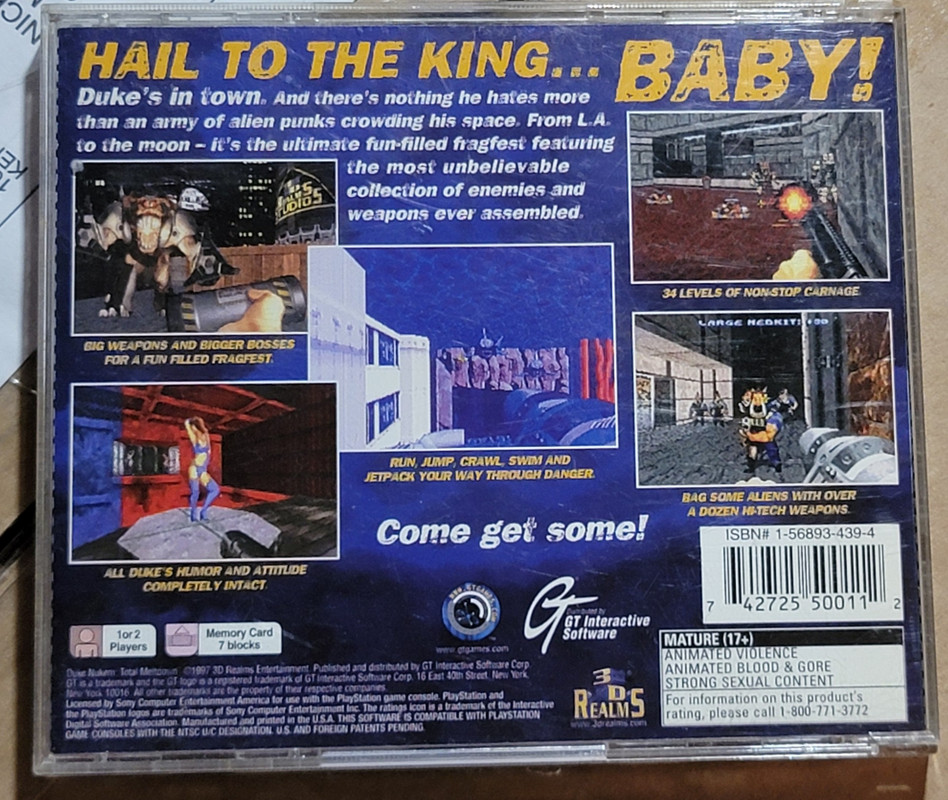 HAIL TO THE KING... BABY!
Duke's in town. And there's nothing he hates more
than an army of alien punks crowding his space. From L.A.
to the moon – it's the ultimate fun-filled fragfest featuring
the most unbelievable
collection of enemies and
weapons ever assembled.
34 LEVELS OF NON-STOP CARNAGE
BIG WEAPONS AND BIGGER BOSSES
FOR A FUN FILLED FRAGFEST.
LARGE MEDKIT: +30
RUN, JUMP, CRAWL, SWIM AND
JETPACK YOUR WAY THROUGH DANGER.
BAG SOME ALIENS WITH OVER
A DOZEN HI-TECH WEAPONS.
Come get some!
ALL DUKE'S HUMOR AND ATTITUDE
COMPLETELY INTACT.
ISBN# 1-56893-439-4
7 42725 50011 2
WWW.GTGAMES.COM
www.gtgames.com
GT
Distributed by
GT Interactive
Software
1 or 2
Players
Memory Card
7 blocks
MATURE (17+)
ANIMATED VIOLENCE
ANIMATED BLOOD & GORE
STRONG SEXUAL CONTENT
For information on this product's
rating, please call 1-800-771-3772
3D REALMS
www.3drealms.com
Duke Nukem: Total Meltdown. ©1997 3D Realms Entertainment. Published and distributed by GT Interactive Software Corp.
GT is a trademark and the GT logo is a registered trademark of GT Interactive Software Corp. 16 East 40th Street, New York,
New York 10016. All other trademarks are the property of their respective companies.
Licensed by Sony Computer Entertainment America for use with the PlayStation game console. PlayStation and
the PlayStation logos are trademarks of Sony Computer Entertainment Inc. The ratings icon is a trademark of the Interactive
Digital Software Association. Manufactured and printed in the U.S.A. THIS SOFTWARE IS COMPATIBLE WITH PLAYSTATION
GAME CONSOLES WITH THE NTSC U/C DESIGNATION. U.S. AND FOREIGN PATENTS PENDING.